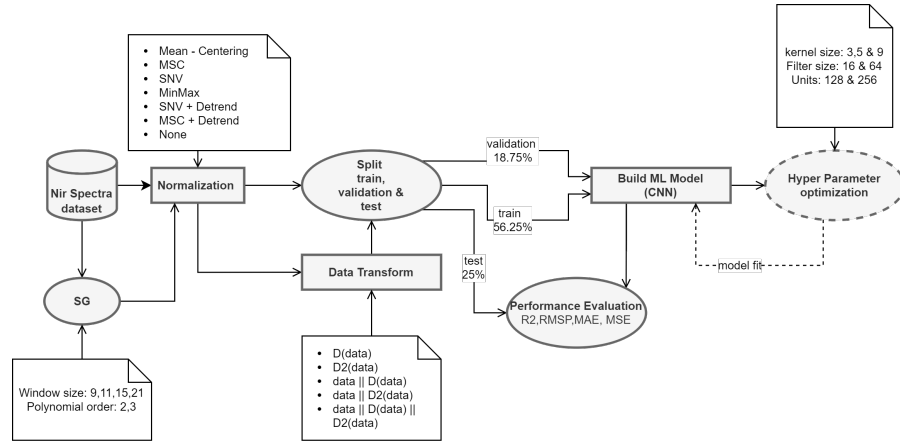 Mean - Centering
MSC
SNV
MinMax
SNV + Detrend
MSC + Detrend
None
kernel size: 3,5 & 9
Filter size: 16 & 64
Units: 128 & 256
Nir Spectra
dataset
Normalization
Split
train,
validation &
test
validation
18.75%
train
56.25%
test
25%
Build ML Model
(CNN)
Hyper Parameter
optimization
model fit
Data Transform
SG
Performance Evaluation
R2,RMSP,MAE, MSE
Window size: 9,11,15,21
Polynomial order: 2,3
D(data)
D2(data)
data || D(data)
data || D2(data)
data || D(data) ||
D2(data)